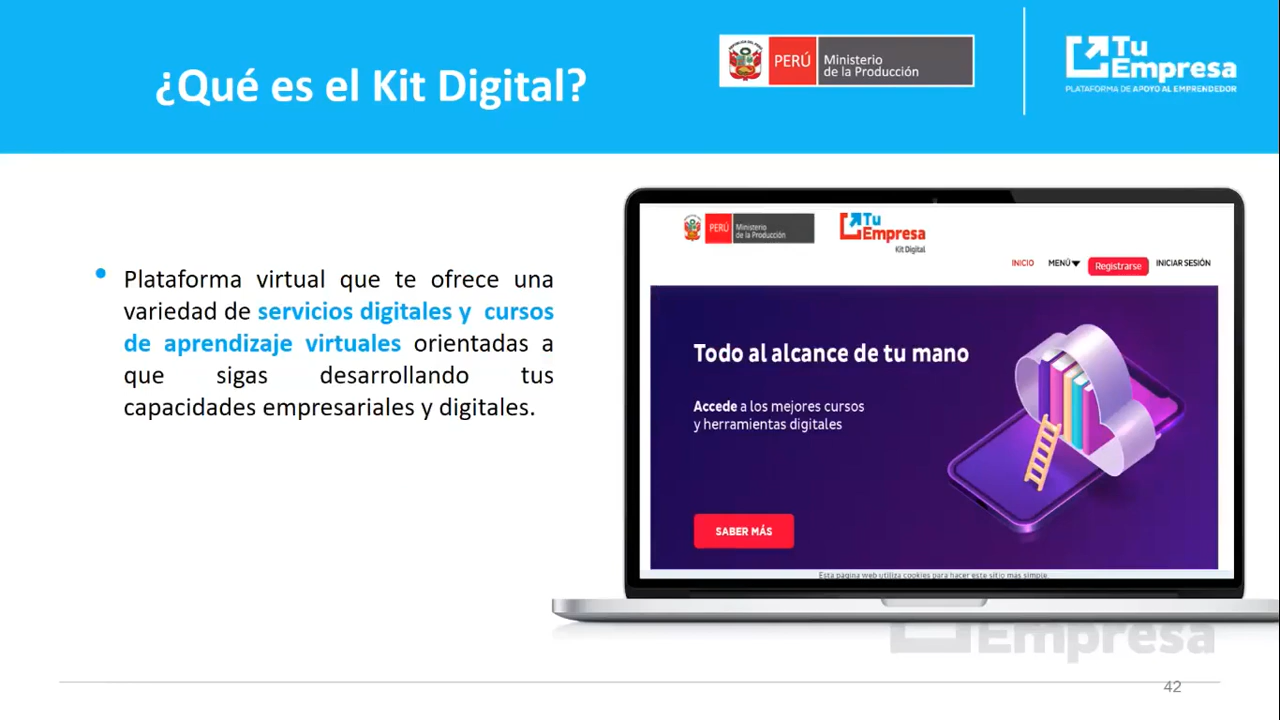 ¿Qué es el Kit Digital?
PERÚ
Ministerio
de la Producción
Tu
Empresa
PLATAFORMA DE APOYO AL EMPRENDEDOR
Plataforma virtual que te ofrece una
variedad de servicios digitales y cursos
de aprendizaje virtuales orientadas a
que sigas desarrollando tus
capacidades empresariales y digitales.
PERÚ
Ministerio
de la Producción
Tu
Empresa
Kit Digital
INICIO MENÚ Registrarse INICIAR SESIÓN
Todo al alcance de tu mano
Accede a los mejores cursos
y herramientas digitales
SABER MÁS
Esta página web utiliza cookies para hacer este sitio más simple.
Empresa
42